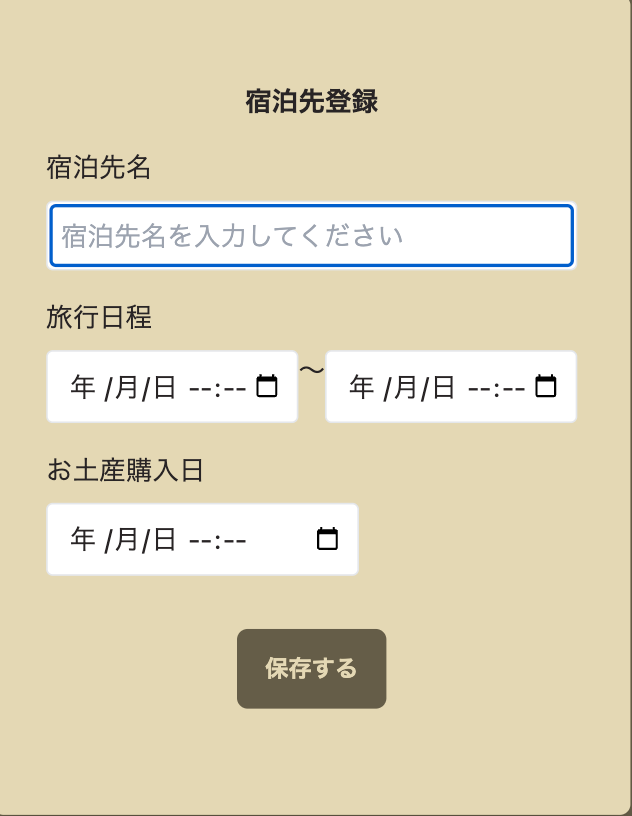 宿泊先登録
宿泊先名
宿泊先名を入力してください
旅行日程
年 /月/日 --:-- 〜 年 /月/日 --:--
お土産購入日
年 /月/日 --:--
保存する